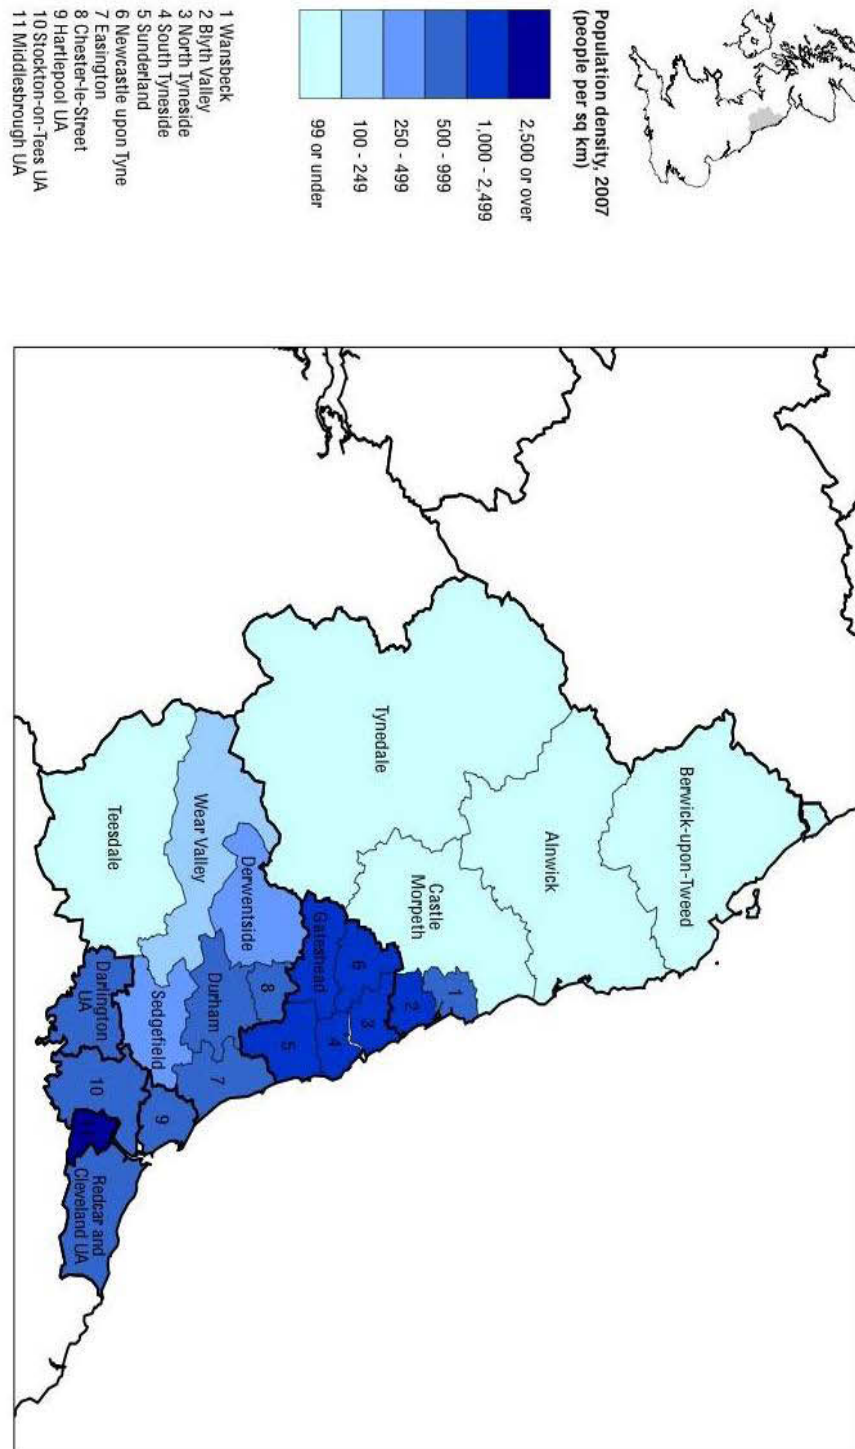 Population density, 2007
(people per sq km)
2,500 or over
1,000 - 2,499
500 - 999
250 - 499
100 - 249
99 or under
1 Wansbeck
2 Blyth Valley
3 North Tyneside
4 South Tyneside
5 Sunderland
6 Newcastle upon Tyne
7 Easington
8 Chester-le-Street
9 Hartlepool UA
10 Stockton-on-Tees UA
11 Middlesbrough UA
Berwick-upon-Tweed
Alnwick
Tynedale
Castle
Morpeth
1
2
3
6
4
Gateshead
5
Derwentside
8
Wear Valley
Durham
7
Teesdale
Sedgefield
9
Darlington
UA
10
11
Redcar and
Cleveland UA